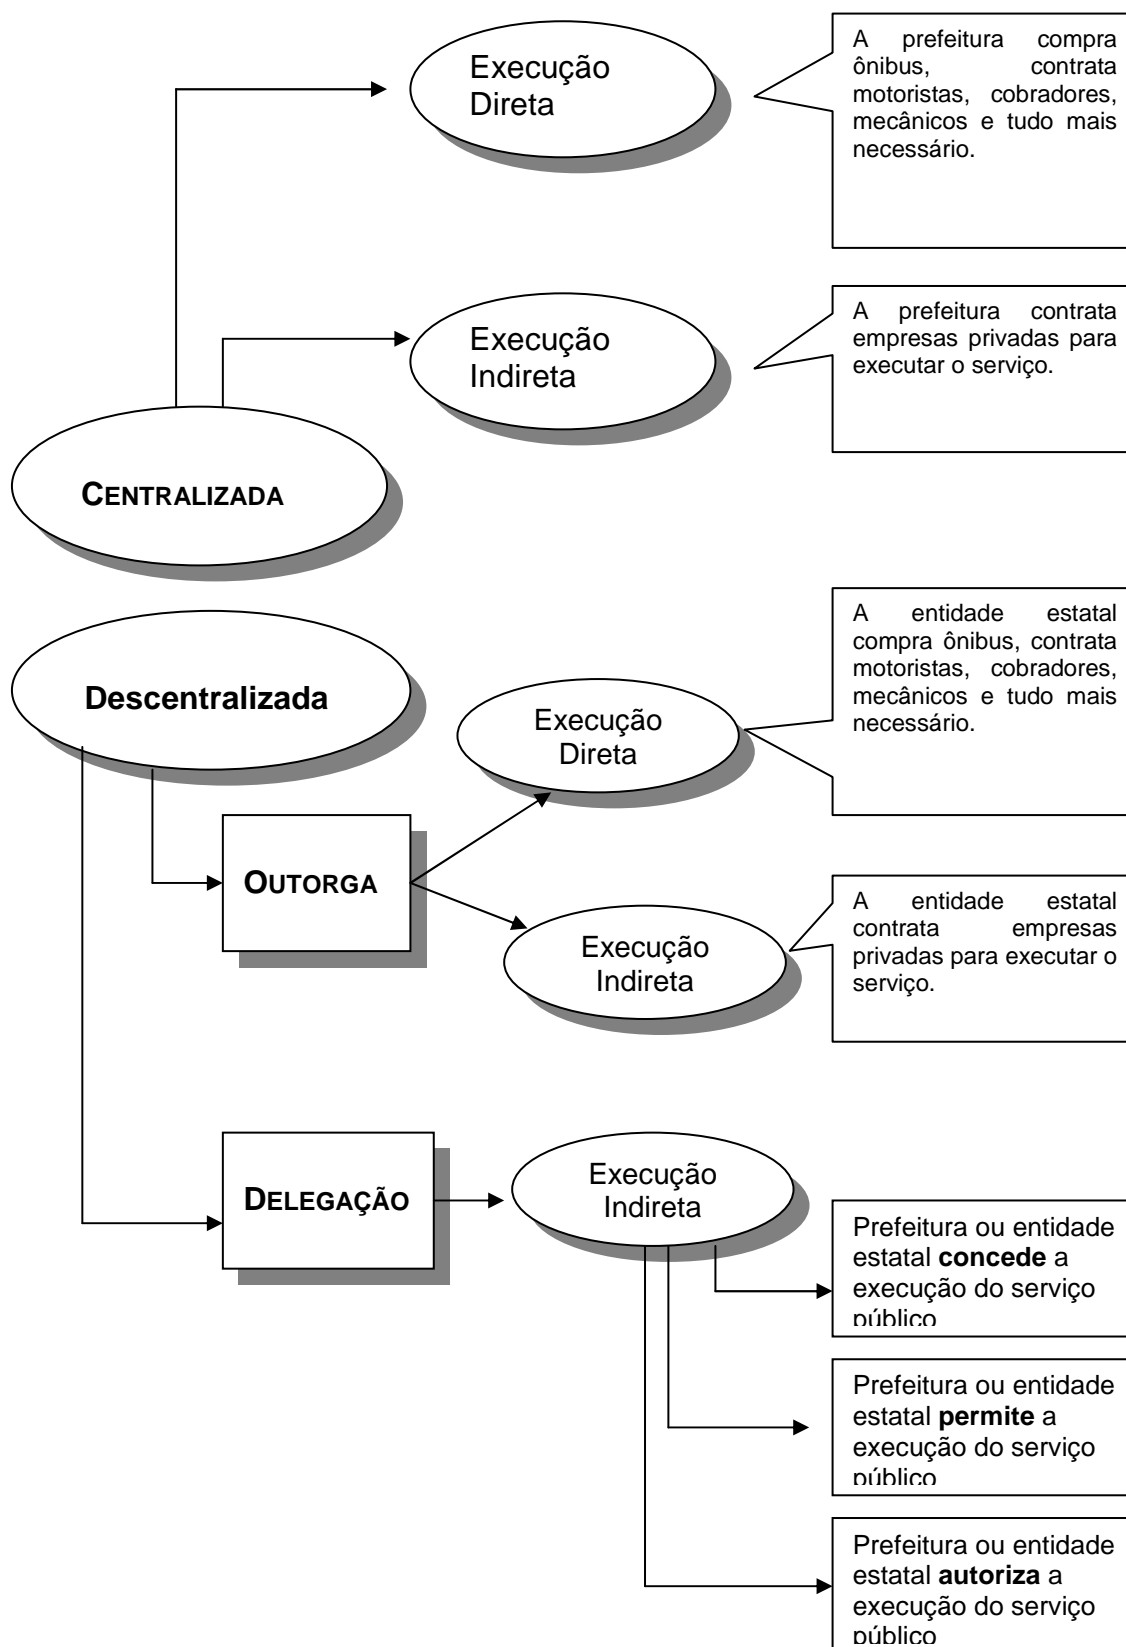 Execução
Direta
A prefeitura compra
ônibus, contrata
motoristas, cobradores,
mecânicos e tudo mais
necessário.
Execução
Indireta
A prefeitura contrata
empresas privadas para
executar o serviço.
CENTRALIZADA
Descentralizada
A entidade estatal
compra ônibus, contrata
motoristas, cobradores,
mecânicos e tudo mais
necessário.
Execução
Direta
OUTORGA
Execução
Indireta
A entidade estatal
contrata empresas
privadas para executar o
serviço.
DELEGAÇÃO
Execução
Indireta
Prefeitura ou entidade
estatal concede a
execução do serviço
público
Prefeitura ou entidade
estatal permite a
execução do serviço
público
Prefeitura ou entidade
estatal autoriza a
execução do serviço
público